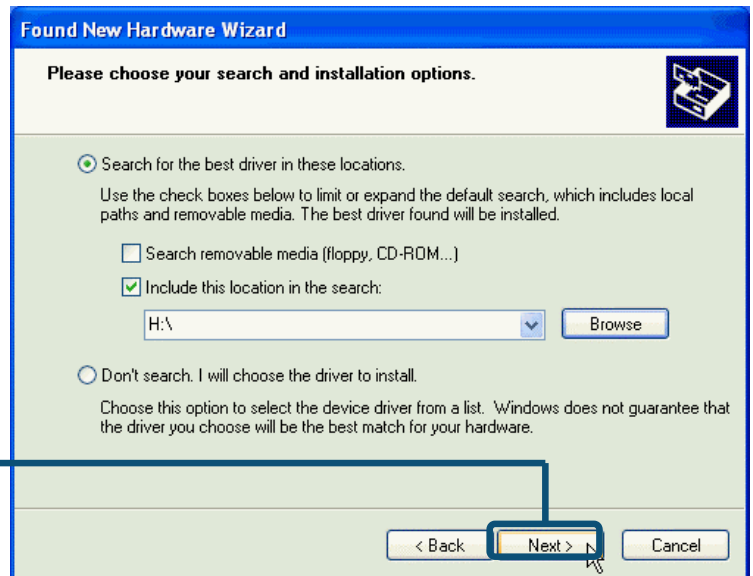 Found New Hardware Wizard
Please choose your search and installation options.
Search for the best driver in these locations.
Use the check boxes below to limit or expand the default search, which includes local
paths and removable media. The best driver found will be installed.
Search removable media (floppy, CD-ROM...)
Include this location in the search:
H:\
Browse
Don't search. I will choose the driver to install.
Choose this option to select the device driver from a list. Windows does not guarantee that
the driver you choose will be the best match for your hardware.
< Back Next > Cancel